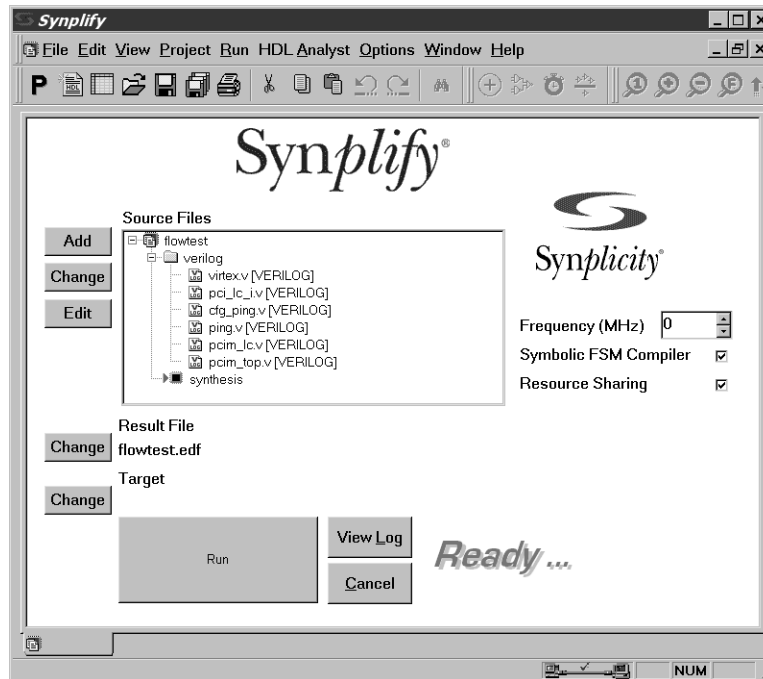 Synplify
File Edit View Project Run HDL Analyst Options Window Help
P HDL 1 F
Synplify®
Source Files
Add
flowtest
verilog
Change
virtex.v [VERILOG]
pci_lc_i.v [VERILOG]
Edit
cfg_ping.v [VERILOG]
ping.v [VERILOG]
pcim_lc.v [VERILOG]
pcim_top.v [VERILOG]
synthesis
Synplicity®
Frequency (MHz) 0
Symbolic FSM Compiler
Resource Sharing
Result File
Change
flowtest.edf
Target
Change
Run
View Log
Cancel
Ready ...
NUM